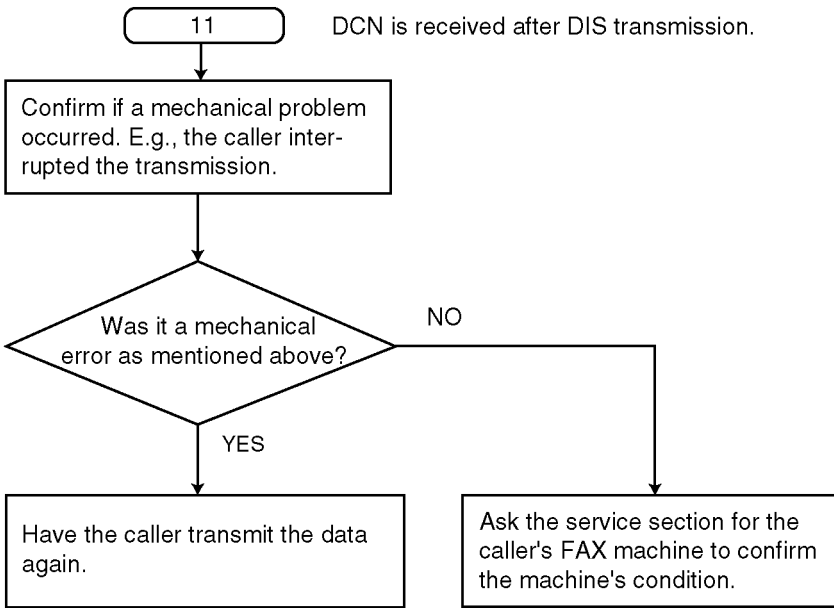 11
DCN is received after DIS transmission.
Confirm if a mechanical problem
occurred. E.g., the caller inter-
rupted the transmission.
Was it a mechanical
error as mentioned above?
NO
YES
Have the caller transmit the data
again.
Ask the service section for the
caller's FAX machine to confirm
the machine's condition.